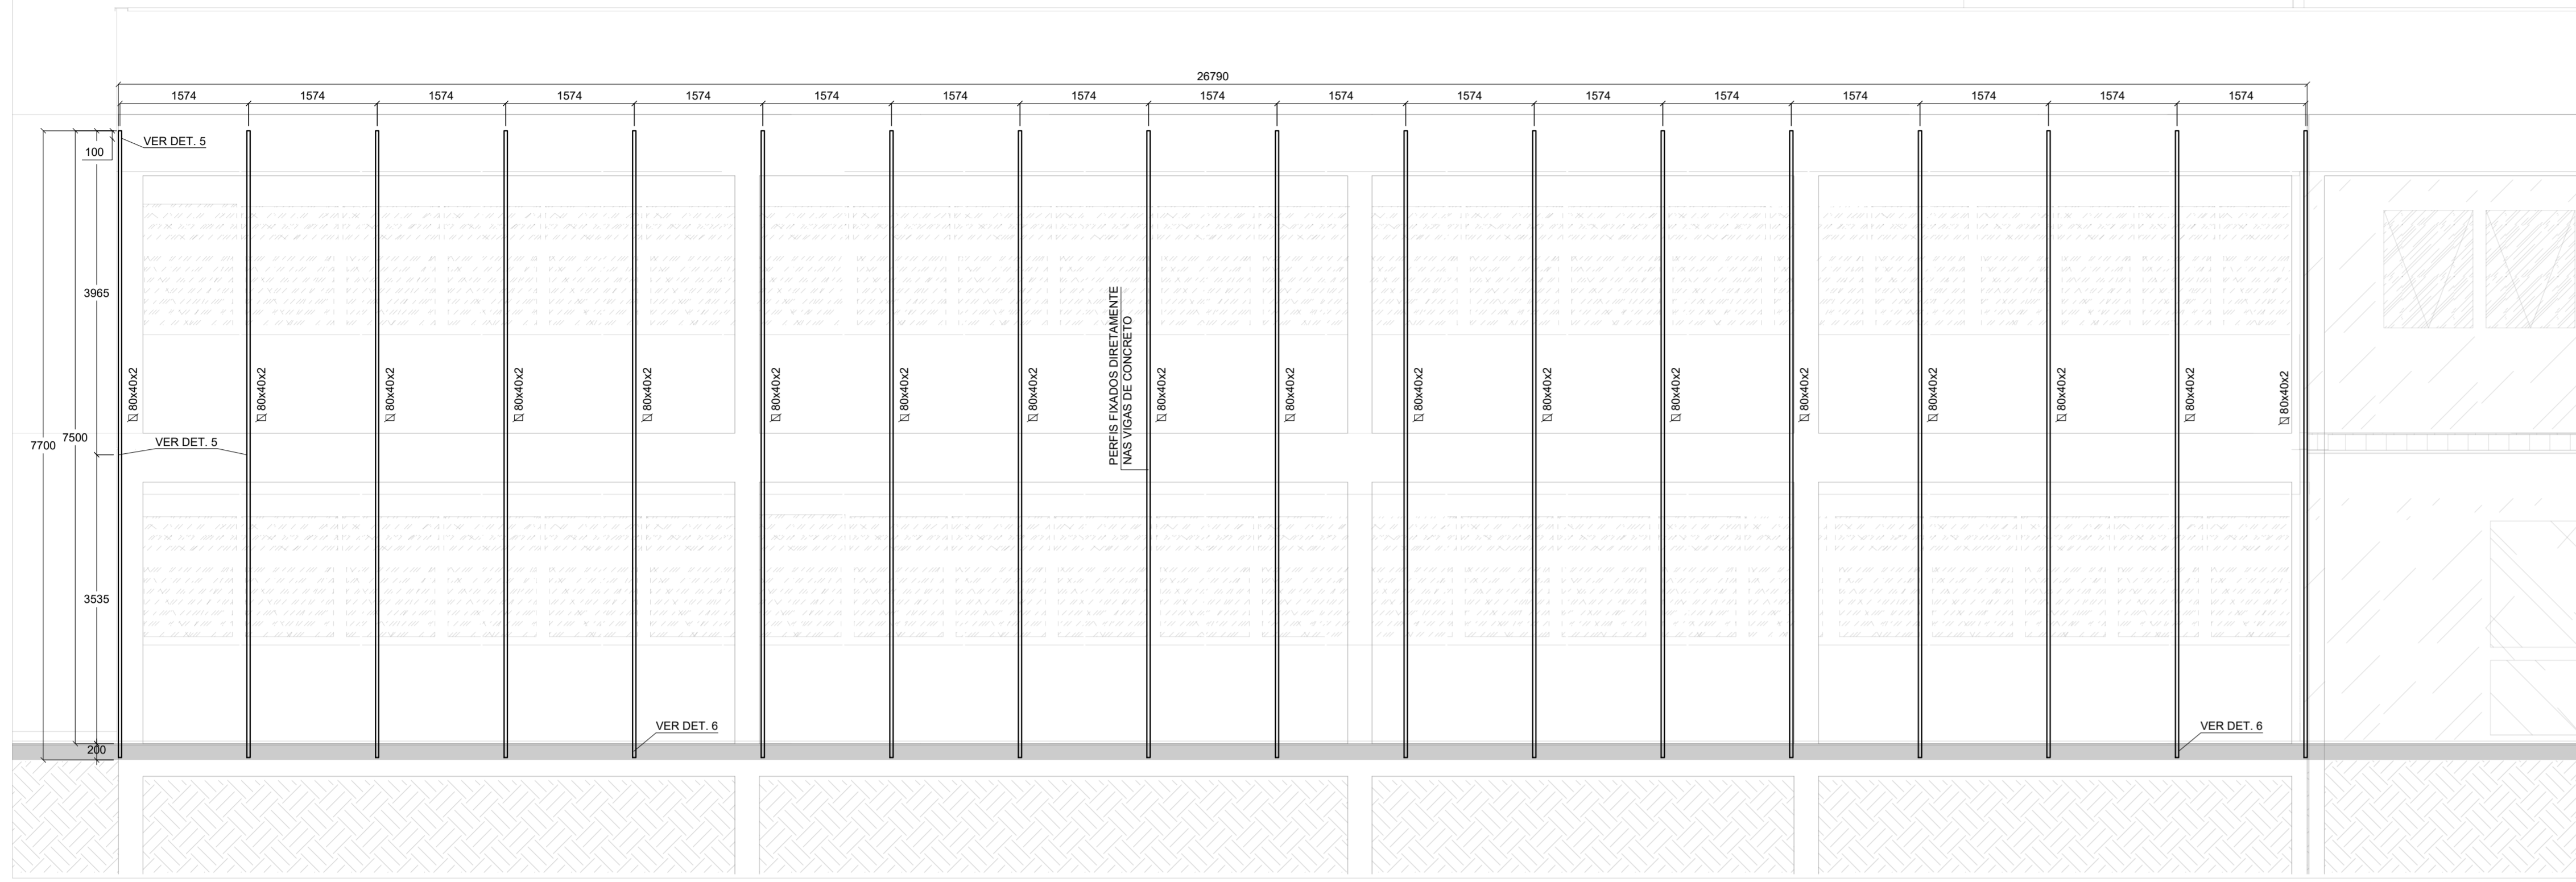 26790
1574 1574 1574 1574 1574 1574 1574 1574 1574 1574 1574 1574 1574 1574 1574 1574 1574
VER DET. 5
100
3965
PERFIS FIXADOS DIRETAMENTE
NAS VIGAS DE CONCRETO
80x40x2 80x40x2 80x40x2 80x40x2 80x40x2 80x40x2 80x40x2 80x40x2 80x40x2 80x40x2 80x40x2 80x40x2 80x40x2 80x40x2 80x40x2 80x40x2 80x40x2 80x40x2
7700
7500
VER DET. 5
3535
VER DET. 6
VER DET. 6
200